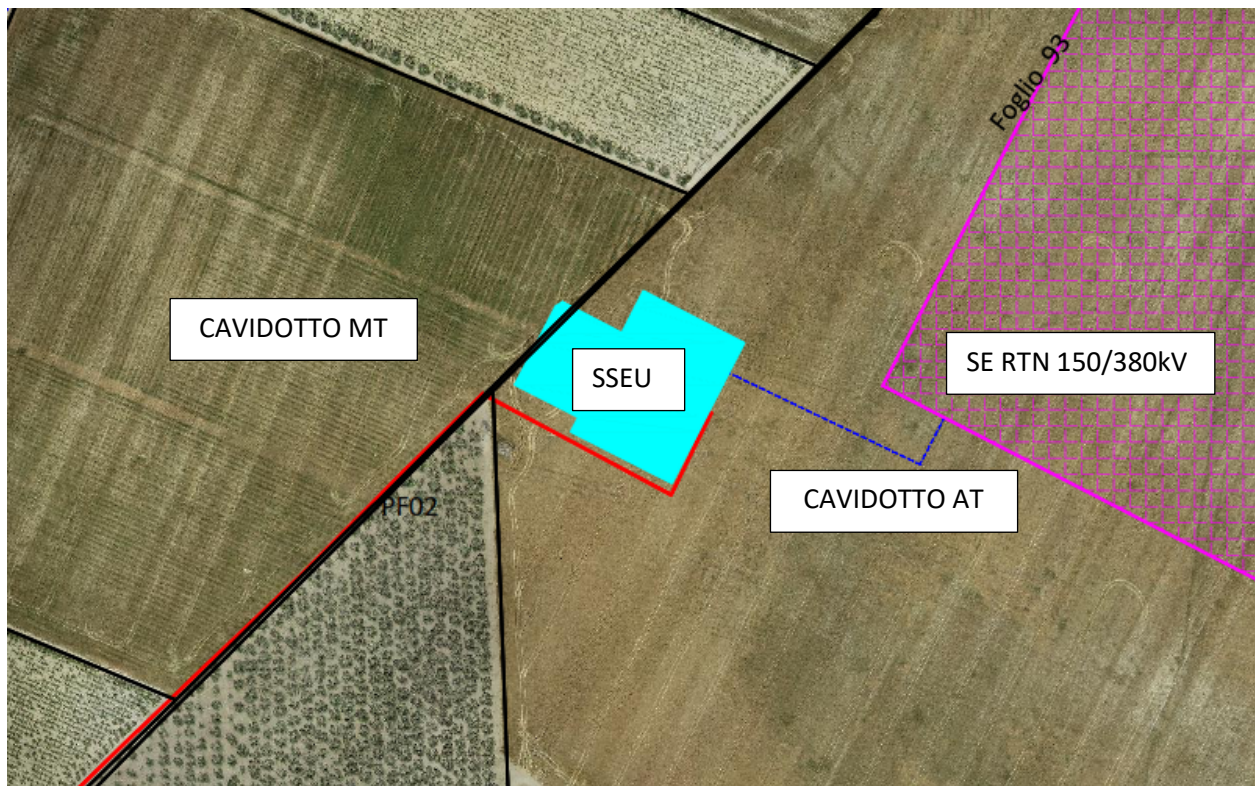 Foglio 93
CAVIDOTTO MT
SSEU
SE RTN 150/380kV
CAVIDOTTO AT
PF02